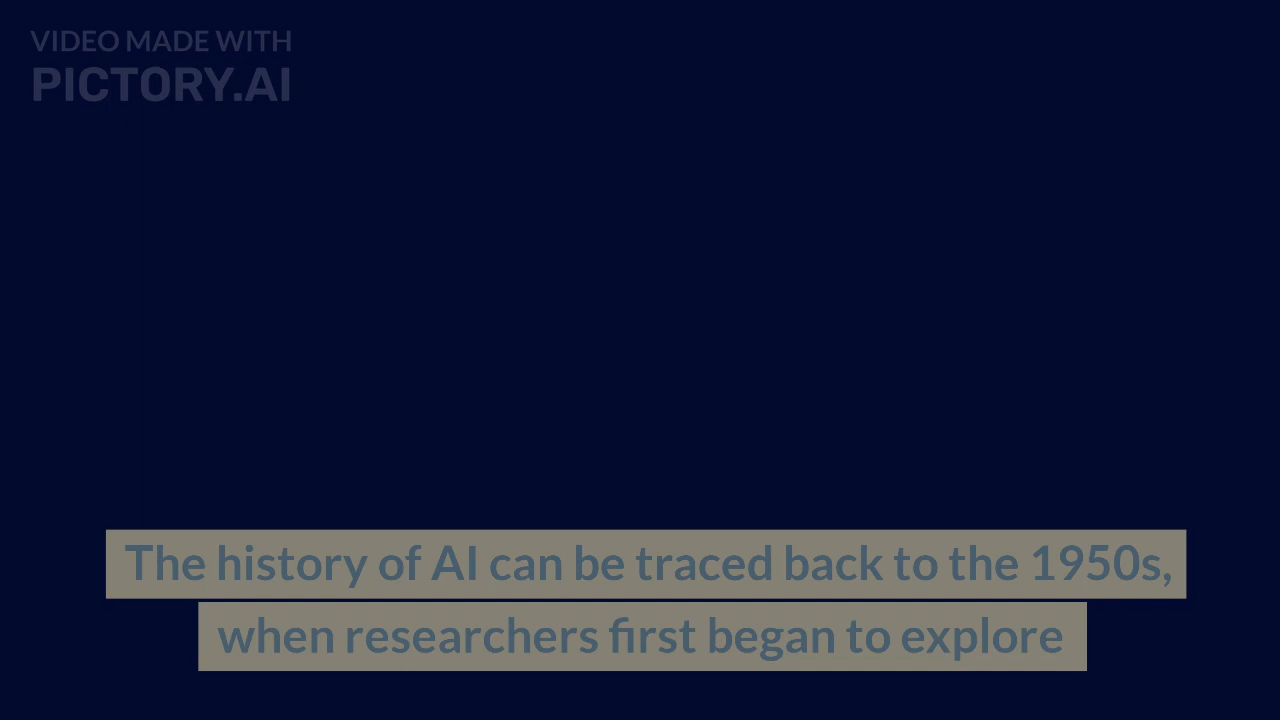 VIDEO MADE WITH
PICTORY.AI
The history of AI can be traced back to the 1950s,
when researchers first began to explore